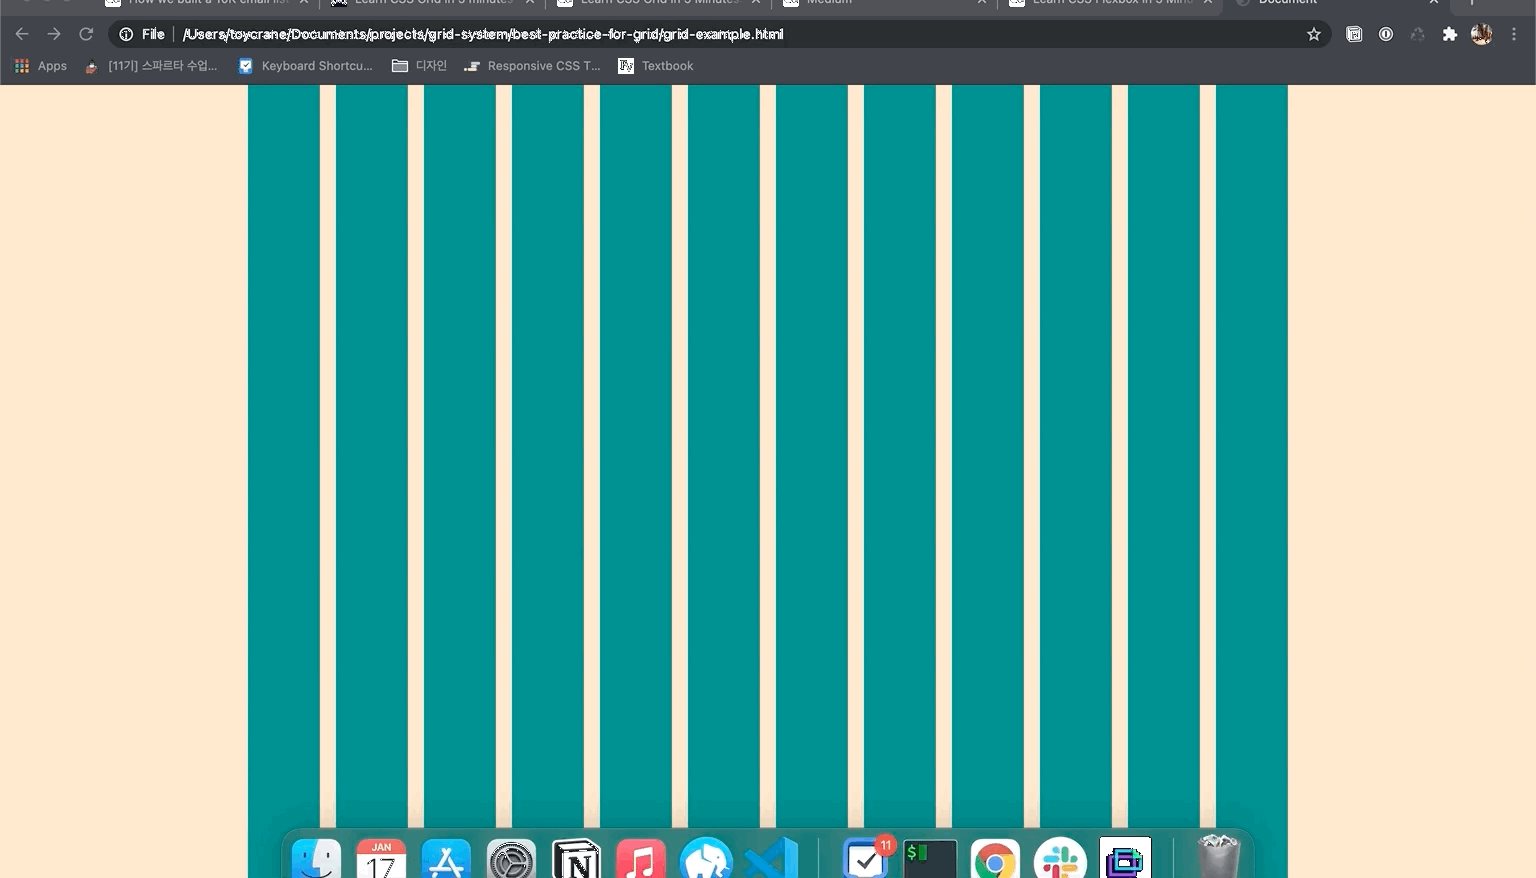 How we built a 10K email list
Learn CSS Grid in 5 minutes
Learn CSS Grid in 5 Minutes
Medium
Learn CSS Flexbox in 5 Min
Document
File
/Users/toycrane/Documents/projects/grid-system/best-practice-for-grid/grid-example.html
Apps
[11기] 스파르타 수업...
Keyboard Shortcu...
디자인
Responsive CSS T...
Textbook
JAN
17
11
$